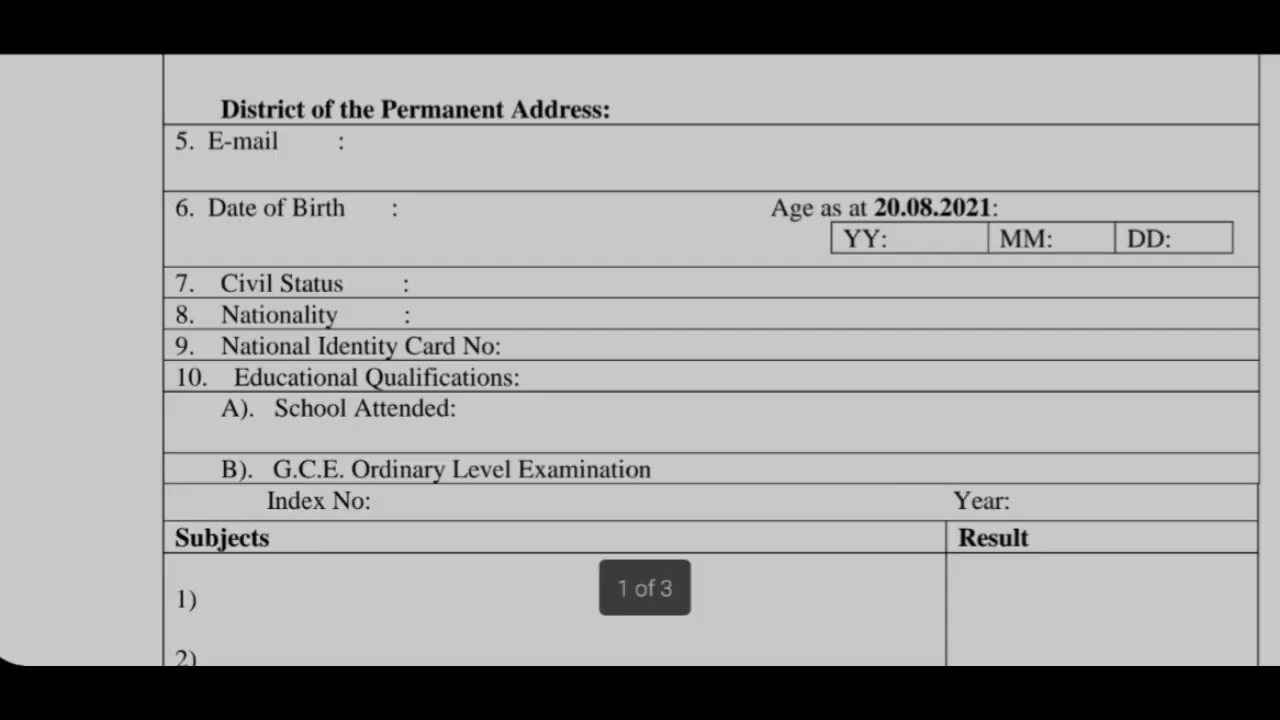 District of the Permanent Address:
5. E-mail :
6. Date of Birth : Age as at 20.08.2021:
YY: MM: DD:
7. Civil Status :
8. Nationality :
9. National Identity Card No:
10. Educational Qualifications:
A). School Attended:
B). G.C.E. Ordinary Level Examination
Index No: Year:
Subjects Result
1 of 3
1)
2)